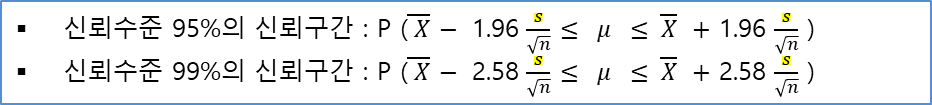 ▪ 신뢰수준 95%의 신뢰구간 : P ( X̅ − 1.96 s/√n ≤ μ ≤ X̅ + 1.96 s/√n )
▪ 신뢰수준 99%의 신뢰구간 : P ( X̅ − 2.58 s/√n ≤ μ ≤ X̅ + 2.58 s/√n )